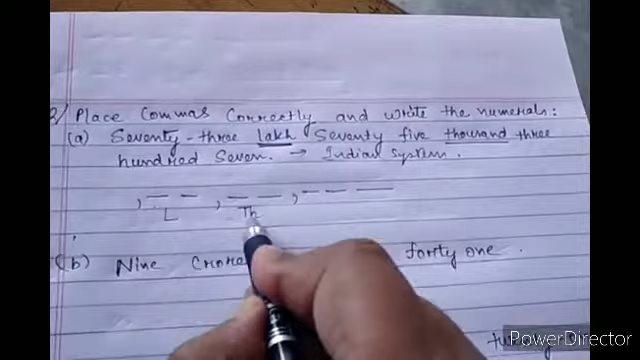 2) Place Commas Correctly and write the numerals:
(a) Seventy-three lakh Seventy five thousand three
hundred Seven. → Indian System.
, _ _ , _ _ , _ _ _
L Th
(b) Nine Crore forty one.
PowerDirector